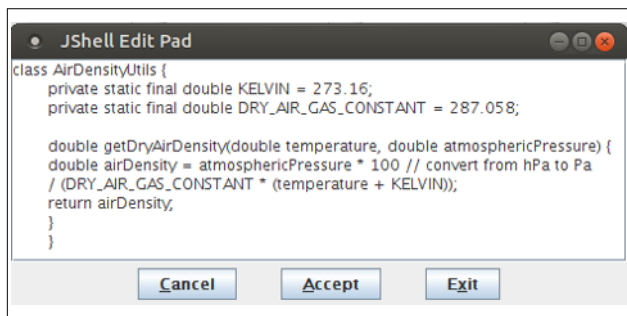 JShell Edit Pad
class AirDensityUtils {
private static final double KELVIN = 273.16;
private static final double DRY_AIR_GAS_CONSTANT = 287.058;
double getDryAirDensity(double temperature, double atmosphericPressure) {
double airDensity = atmosphericPressure * 100 // convert from hPa to Pa
/ (DRY_AIR_GAS_CONSTANT * (temperature + KELVIN));
return airDensity;
}
}
Cancel Accept Exit